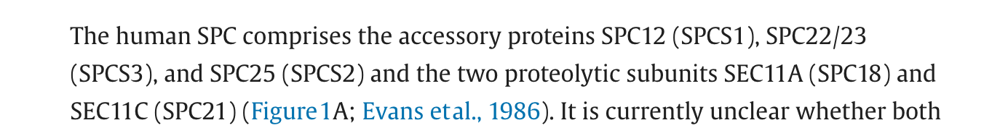 The human SPC comprises the accessory proteins SPC12 (SPCS1), SPC22/23
(SPCS3), and SPC25 (SPCS2) and the two proteolytic subunits SEC11A (SPC18) and
SEC11C (SPC21) (Figure 1A; Evans et al., 1986). It is currently unclear whether both